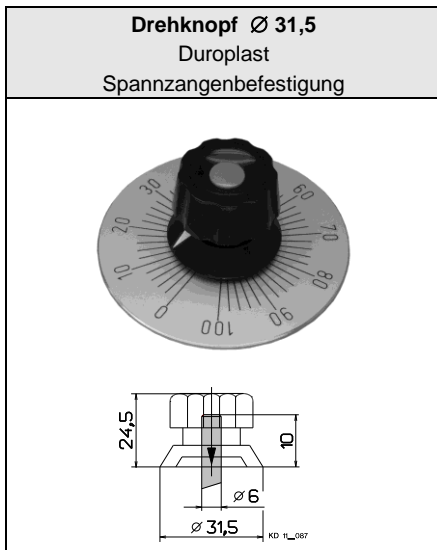 Drehknopf Ø 31,5
Duroplast
Spannzangenbefestigung
30
60
20
70
10
80
0
100
90
24,5
10
Ø 6
Ø 31,5
KD 11_087